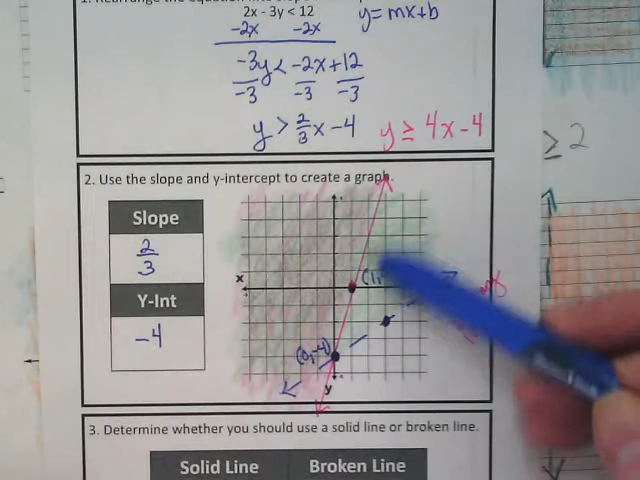 2x - 3y < 12
y = mx+b
-2x -2x
-3y < -2x + 12
-3 -3 -3
y > 2/3 x - 4
y ≥ 4x - 4
≥ 2
2. Use the slope and y-intercept to create a graph.
Slope
2/3
Y-Int
-4
x
(1,
(0,-4)
y
3. Determine whether you should use a solid line or broken line.
Solid Line
Broken Line